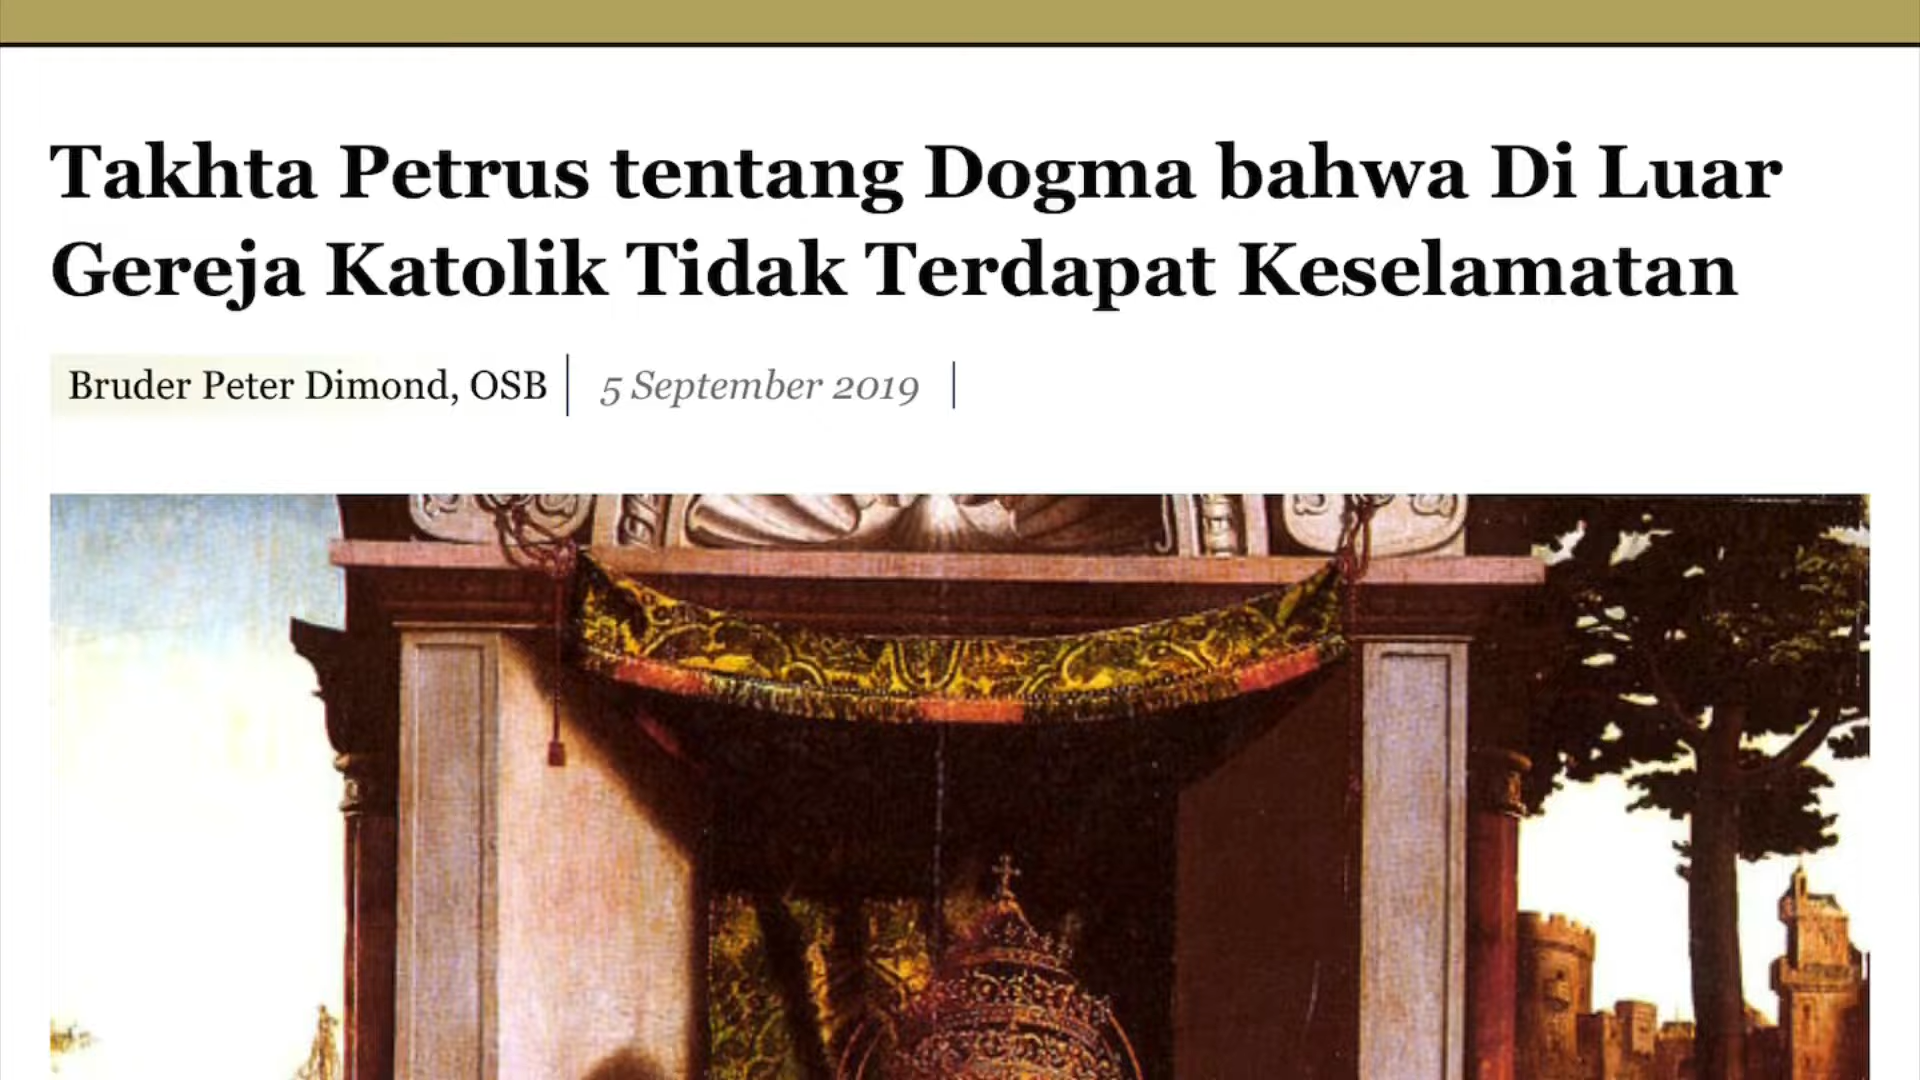 Takhta Petrus tentang Dogma bahwa Di Luar
Gereja Katolik Tidak Terdapat Keselamatan
Bruder Peter Dimond, OSB | 5 September 2019 |